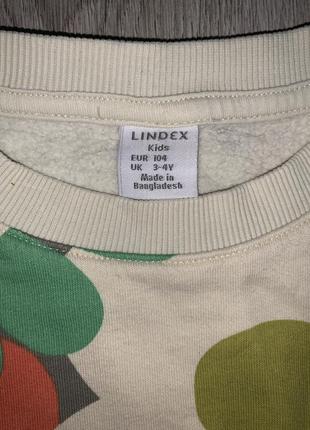 LINDEX
Kids
EUR 104
UK 3-4Y
Made in
Bangladesh